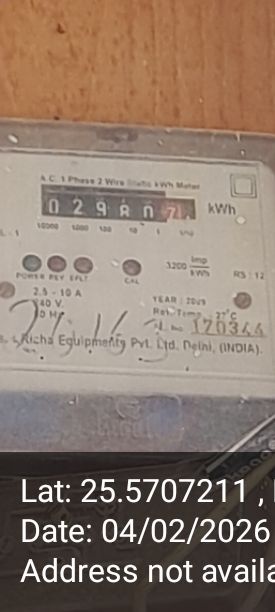 A.C. 1 Phase 2 Wire Static kWh Meter
0 2 9 8 0 7 kWh
10000 1000 100 10 1 1/10
3200 imp/kWh RS : 12
POWER REV EFLT CAL
2.5 - 10 A
240 V.
YEAR : 2009
Ref. Temp. : 27°C
Sl. No. 170344
Richa Equipments Pvt. Ltd. Delhi, (INDIA).
Lat: 25.5707211 ,
Date: 04/02/2026
Address not availa